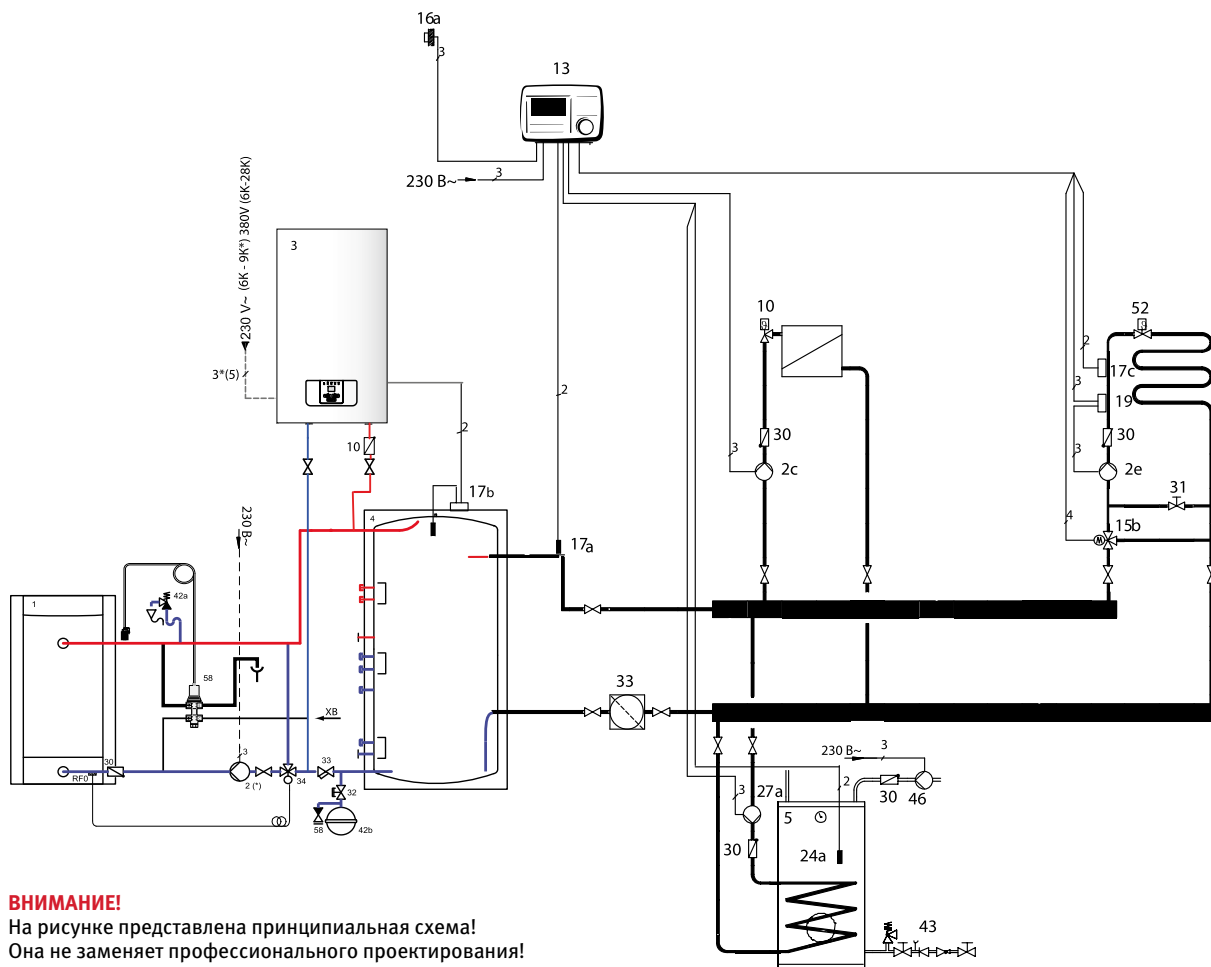 16a
3
13
230 В~
3
230 V~ (6K - 9K*) 380V (6K-28K)
3*(5)
3
2
10
2
17b
4
17a
10
30
3
2c
52
2
17c
3
19
30
3
2e
31
4
15b
230 В~
1
42a
58
ХВ
33
RF0
30
3
2 (*)
34
33
32
58
42b
230 В~
3
30
46
3
27a
2
5
30
24a
43
ВНИМАНИЕ!
На рисунке представлена принципиальная схема!
Она не заменяет профессионального проектирования!